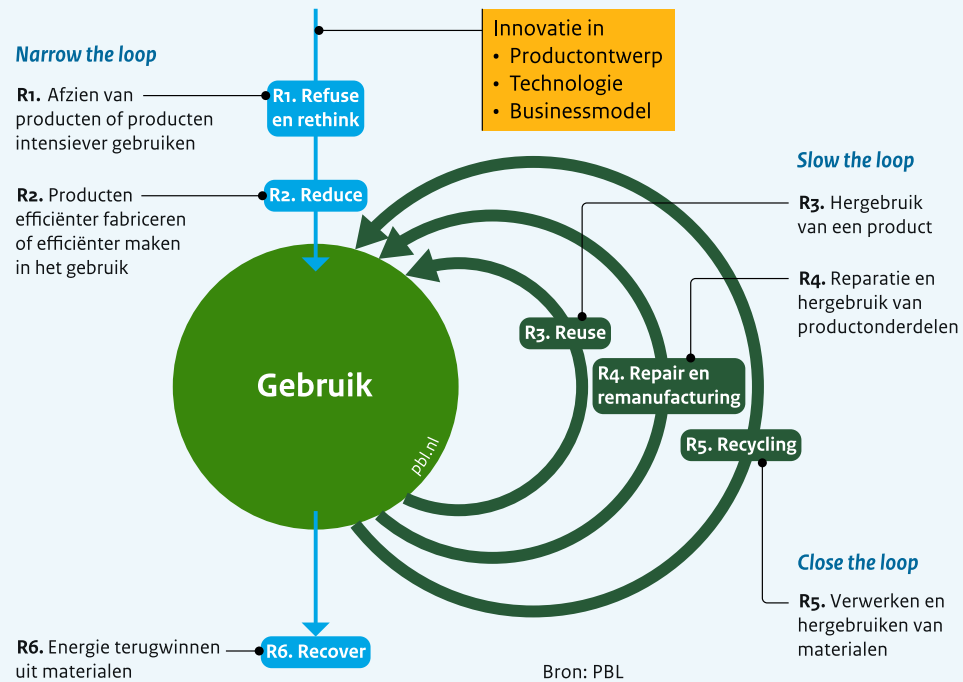 Innovatie in
• Productontwerp
• Technologie
• Businessmodel
Narrow the loop
R1. Afzien van
producten of producten
intensiever gebruiken
R1. Refuse
en rethink
R2. Producten
efficiënter fabriceren
of efficiënter maken
in het gebruik
R2. Reduce
Slow the loop
R3. Hergebruik
van een product
R4. Reparatie en
hergebruik van
productonderdelen
R3. Reuse
R4. Repair en
remanufacturing
R5. Recycling
Gebruik
pbl.nl
Close the loop
R5. Verwerken en
hergebruiken van
materialen
R6. Energie terugwinnen
uit materialen
R6. Recover
Bron: PBL